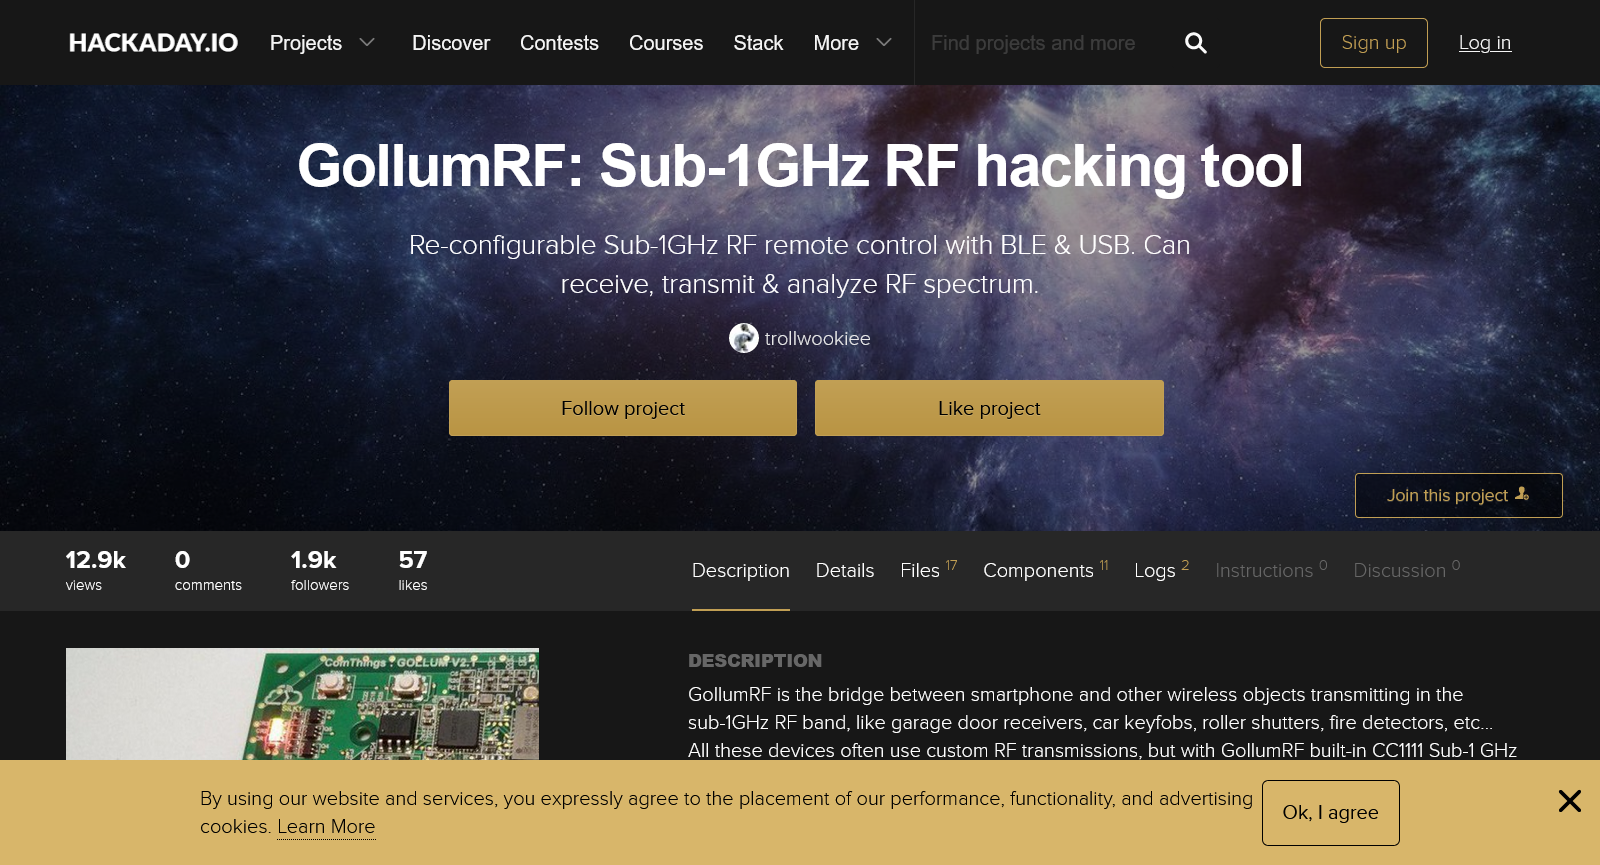 HACKADAY.IO Projects Discover Contests Courses Stack More Find projects and more Sign up Log in
GollumRF: Sub-1GHz RF hacking tool
Re-configurable Sub-1GHz RF remote control with BLE & USB. Can
receive, transmit & analyze RF spectrum.
trollwookiee
Follow project Like project
Join this project
12.9k 0 1.9k 57
views comments followers likes
Description Details Files 17 Components 11 Logs 2 Instructions 0 Discussion 0
ComThings - GOLLUM V2.1
DESCRIPTION
GollumRF is the bridge between smartphone and other wireless objects transmitting in the
sub-1GHz RF band, like garage door receivers, car keyfobs, roller shutters, fire detectors, etc...
All these devices often use custom RF transmissions, but with GollumRF built-in CC1111 Sub-1 GHz
By using our website and services, you expressly agree to the placement of our performance, functionality, and advertising
cookies. Learn More
Ok, I agree